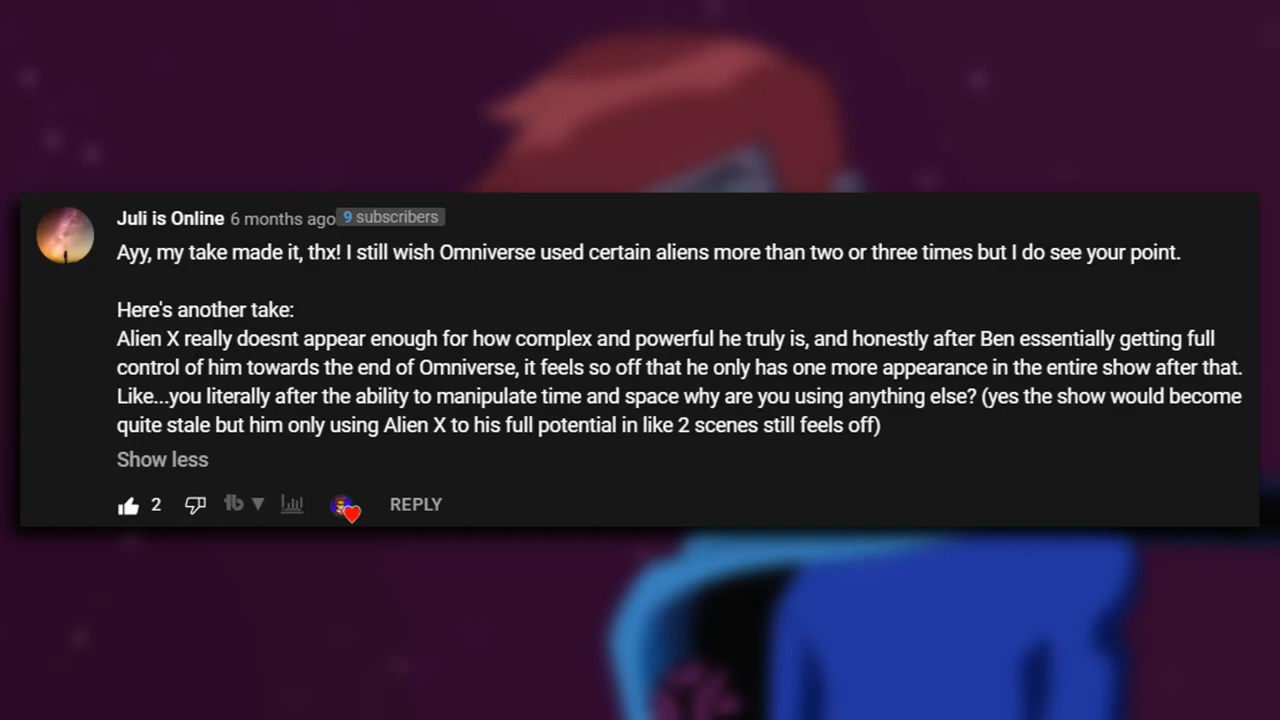 Juli is Online 6 months ago 9 subscribers
Ayy, my take made it, thx! I still wish Omniverse used certain aliens more than two or three times but I do see your point.
Here's another take:
Alien X really doesnt appear enough for how complex and powerful he truly is, and honestly after Ben essentially getting full
control of him towards the end of Omniverse, it feels so off that he only has one more appearance in the entire show after that.
Like...you literally after the ability to manipulate time and space why are you using anything else? (yes the show would become
quite stale but him only using Alien X to his full potential in like 2 scenes still feels off)
Show less
2 tb REPLY